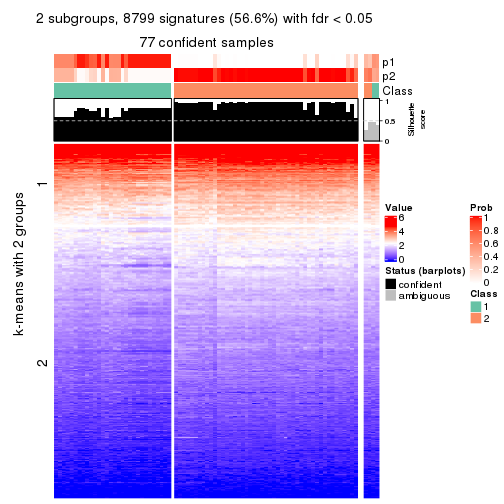 2 subgroups, 8799 signatures (56.6%) with fdr < 0.05
77 confident samples
p1
p2
Class
1
0.5
0
Silhouette
score
k-means with 2 groups
1
2
Value
6
4
2
0
Status (barplots)
confident
ambiguous
Prob
1
0.8
0.6
0.4
0.2
0
Class
1
2